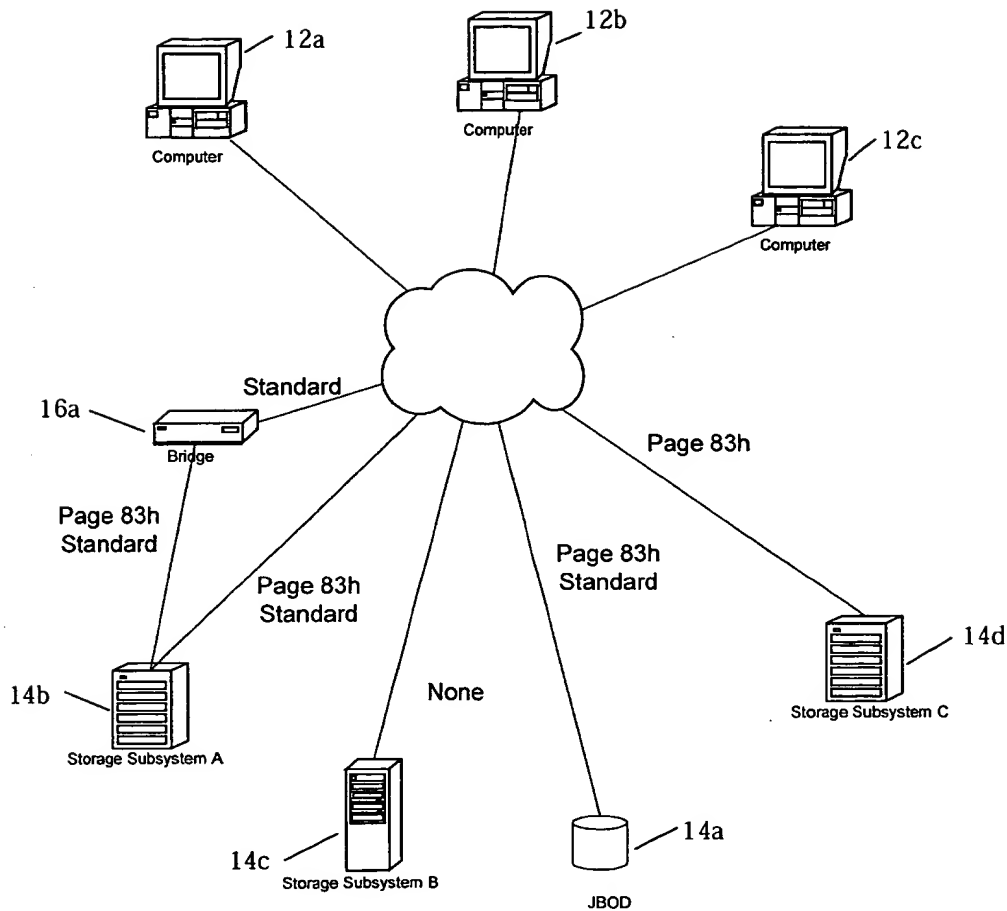 12a
12b
Computer
Computer
12c
Computer
Standard
16a
Bridge
Page 83h
Page 83h
Standard
Page 83h
Standard
Page 83h
Standard
14d
14b
None
Storage Subsystem C
Storage Subsystem A
14a
14c
Storage Subsystem B
JBOD